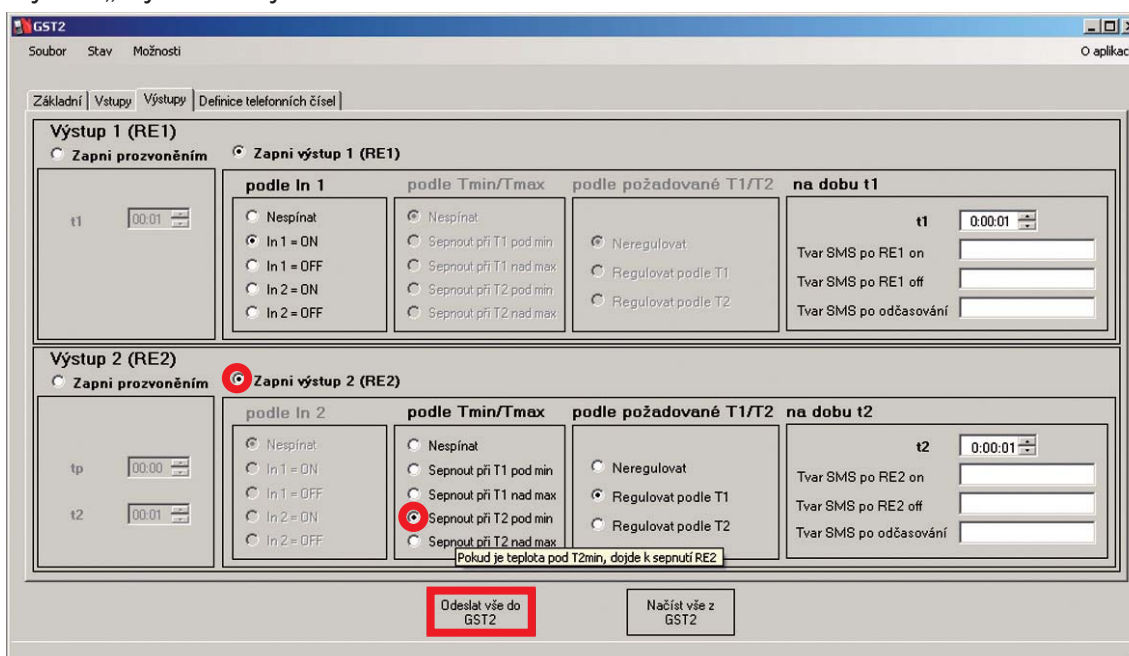 GST2
Soubor Stav Možnosti O aplikac
Základní Vstupy Výstupy Definice telefonních čísel
Výstup 1 (RE1)
Zapni prozvoněním Zapni výstup 1 (RE1)
podle In 1 podle Tmin/Tmax podle požadované T1/T2 na dobu t1
t1 00:01
Nespínat
In 1 = ON
In 1 = OFF
In 2 = ON
In 2 = OFF
Nespínat
Sepnout při T1 pod min
Sepnout při T1 nad max
Sepnout při T2 pod min
Sepnout při T2 nad max
Neregulovat
Regulovat podle T1
Regulovat podle T2
t1 0:00:01
Tvar SMS po RE1 on
Tvar SMS po RE1 off
Tvar SMS po odčasování
Výstup 2 (RE2)
Zapni prozvoněním Zapni výstup 2 (RE2)
podle In 2 podle Tmin/Tmax podle požadované T1/T2 na dobu t2
tp 00:00
t2 00:01
Nespínat
In 1 = ON
In 1 = OFF
In 2 = ON
In 2 = OFF
Nespínat
Sepnout při T1 pod min
Sepnout při T1 nad max
Sepnout při T2 pod min
Sepnout při T2 nad max
Pokud je teplota pod T2min, dojde k sepnutí RE2
Neregulovat
Regulovat podle T1
Regulovat podle T2
t2 0:00:01
Tvar SMS po RE2 on
Tvar SMS po RE2 off
Tvar SMS po odčasování
Odeslat vše do
GST2
Načíst vše z
GST2